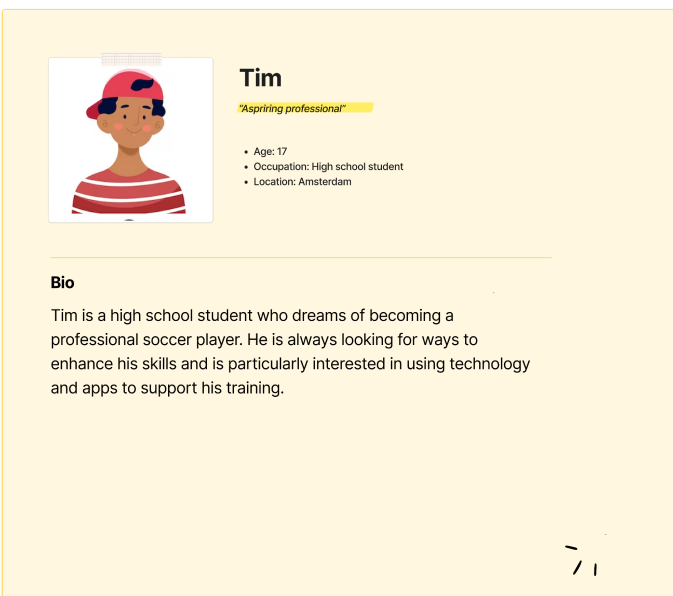 Tim
“Aspriring professional”
• Age: 17
• Occupation: High school student
• Location: Amsterdam
Bio
Tim is a high school student who dreams of becoming a
professional soccer player. He is always looking for ways to
enhance his skills and is particularly interested in using technology
and apps to support his training.